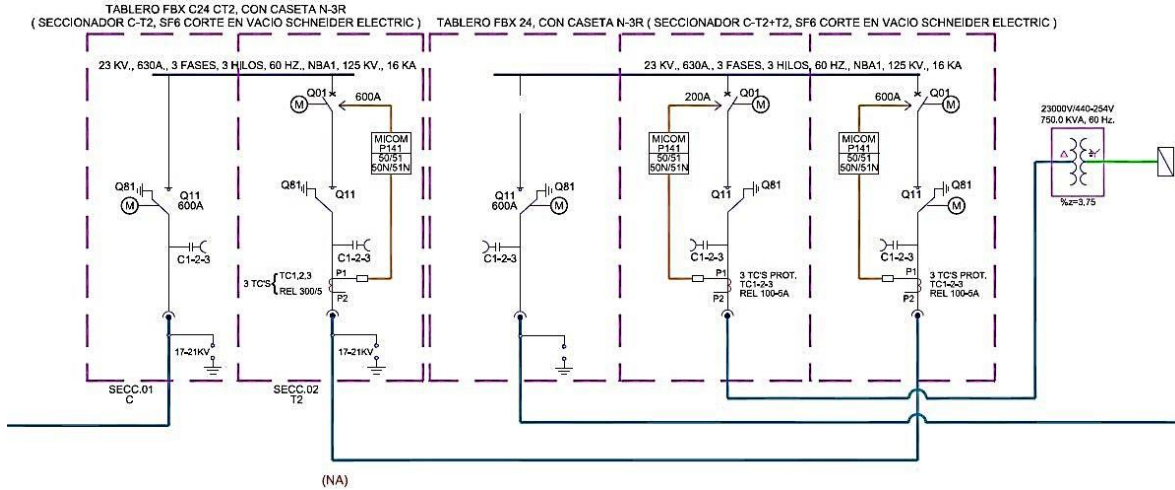 TABLERO FBX C24 CT2, CON CASETA N-3R
( SECCIONADOR C-T2, SF6 CORTE EN VACIO SCHNEIDER ELECTRIC )
TABLERO FBX 24, CON CASETA N-3R ( SECCIONADOR C-T2+T2, SF6 CORTE EN VACIO SCHNEIDER ELECTRIC )
23 KV., 630A., 3 FASES, 3 HILOS, 60 HZ., NBA1, 125 KV., 16 KA
23 KV., 630A., 3 FASES, 3 HILOS, 60 HZ., NBA1, 125 KV., 16 KA
Q01
M
600A
MICOM
P141
50/51
50N/51N
200A
Q01
M
MICOM
P141
50/51
50N/51N
600A
Q01
M
MICOM
P141
50/51
50N/51N
23000V/440-254V
750.0 KVA, 60 Hz.
%z=3,75
Q81
M
Q11
600A
Q81
Q11
Q11
600A
Q81
M
Q11
Q81
Q11
Q81
M
C1-2-3
C1-2-3
C1-2-3
C1-2-3
C1-2-3
3 TC'S
TC1,2,3
REL 300/5
P1
P2
P1
P2
3 TC'S PROT.
TC1-2-3
REL 100-5A
P1
P2
3 TC'S PROT.
TC1-2-3
REL 100-5A
17-21KV
17-21KV
SECC.01
C
SECC.02
T2
(NA)